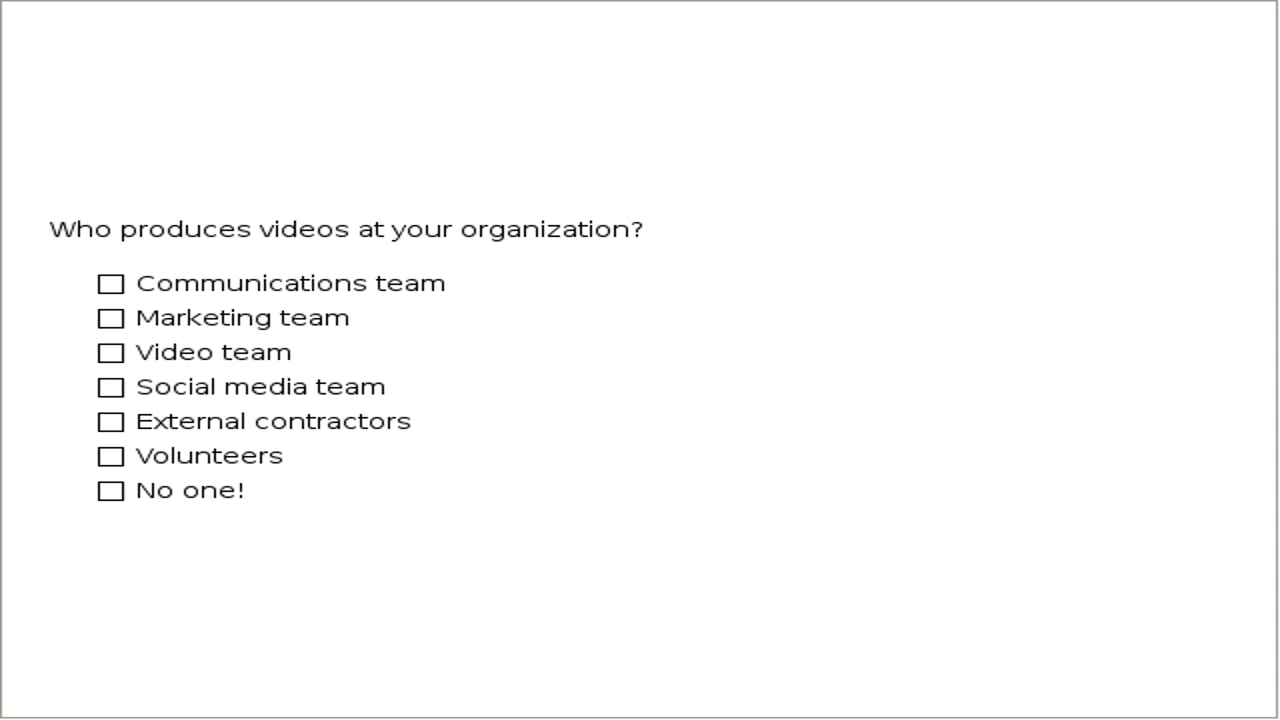 Who produces videos at your organization?
Communications team
Marketing team
Video team
Social media team
External contractors
Volunteers
No one!